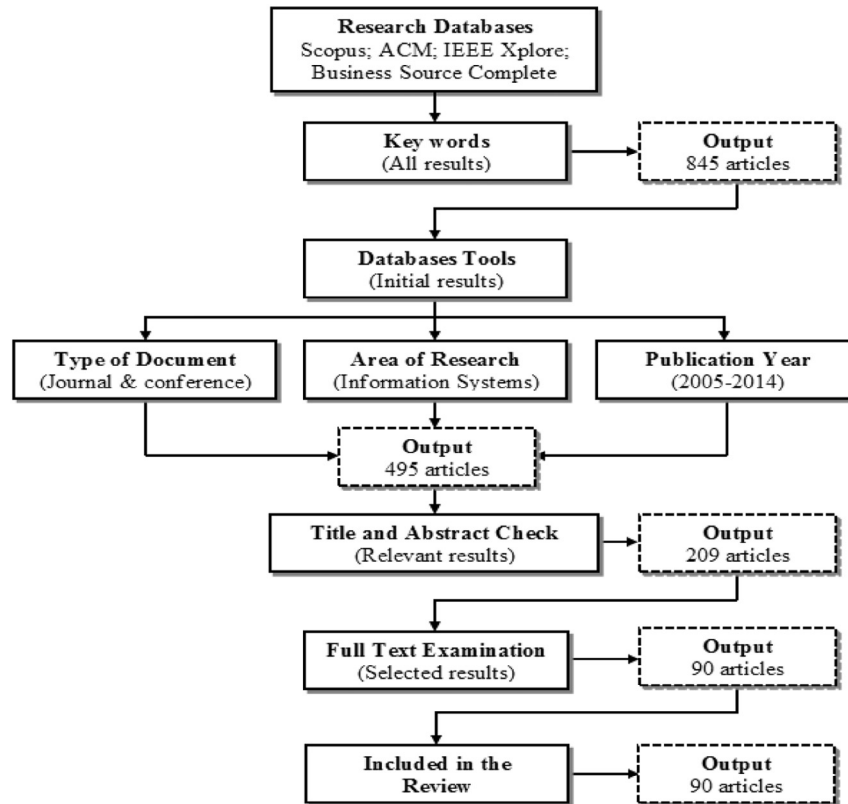 Research Databases
Scopus; ACM; IEEE Xplore;
Business Source Complete
Key words
(All results)
Output
845 articles
Databases Tools
(Initial results)
Type of Document
(Journal & conference)
Area of Research
(Information Systems)
Publication Year
(2005-2014)
Output
495 articles
Title and Abstract Check
(Relevant results)
Output
209 articles
Full Text Examination
(Selected results)
Output
90 articles
Included in the
Review
Output
90 articles